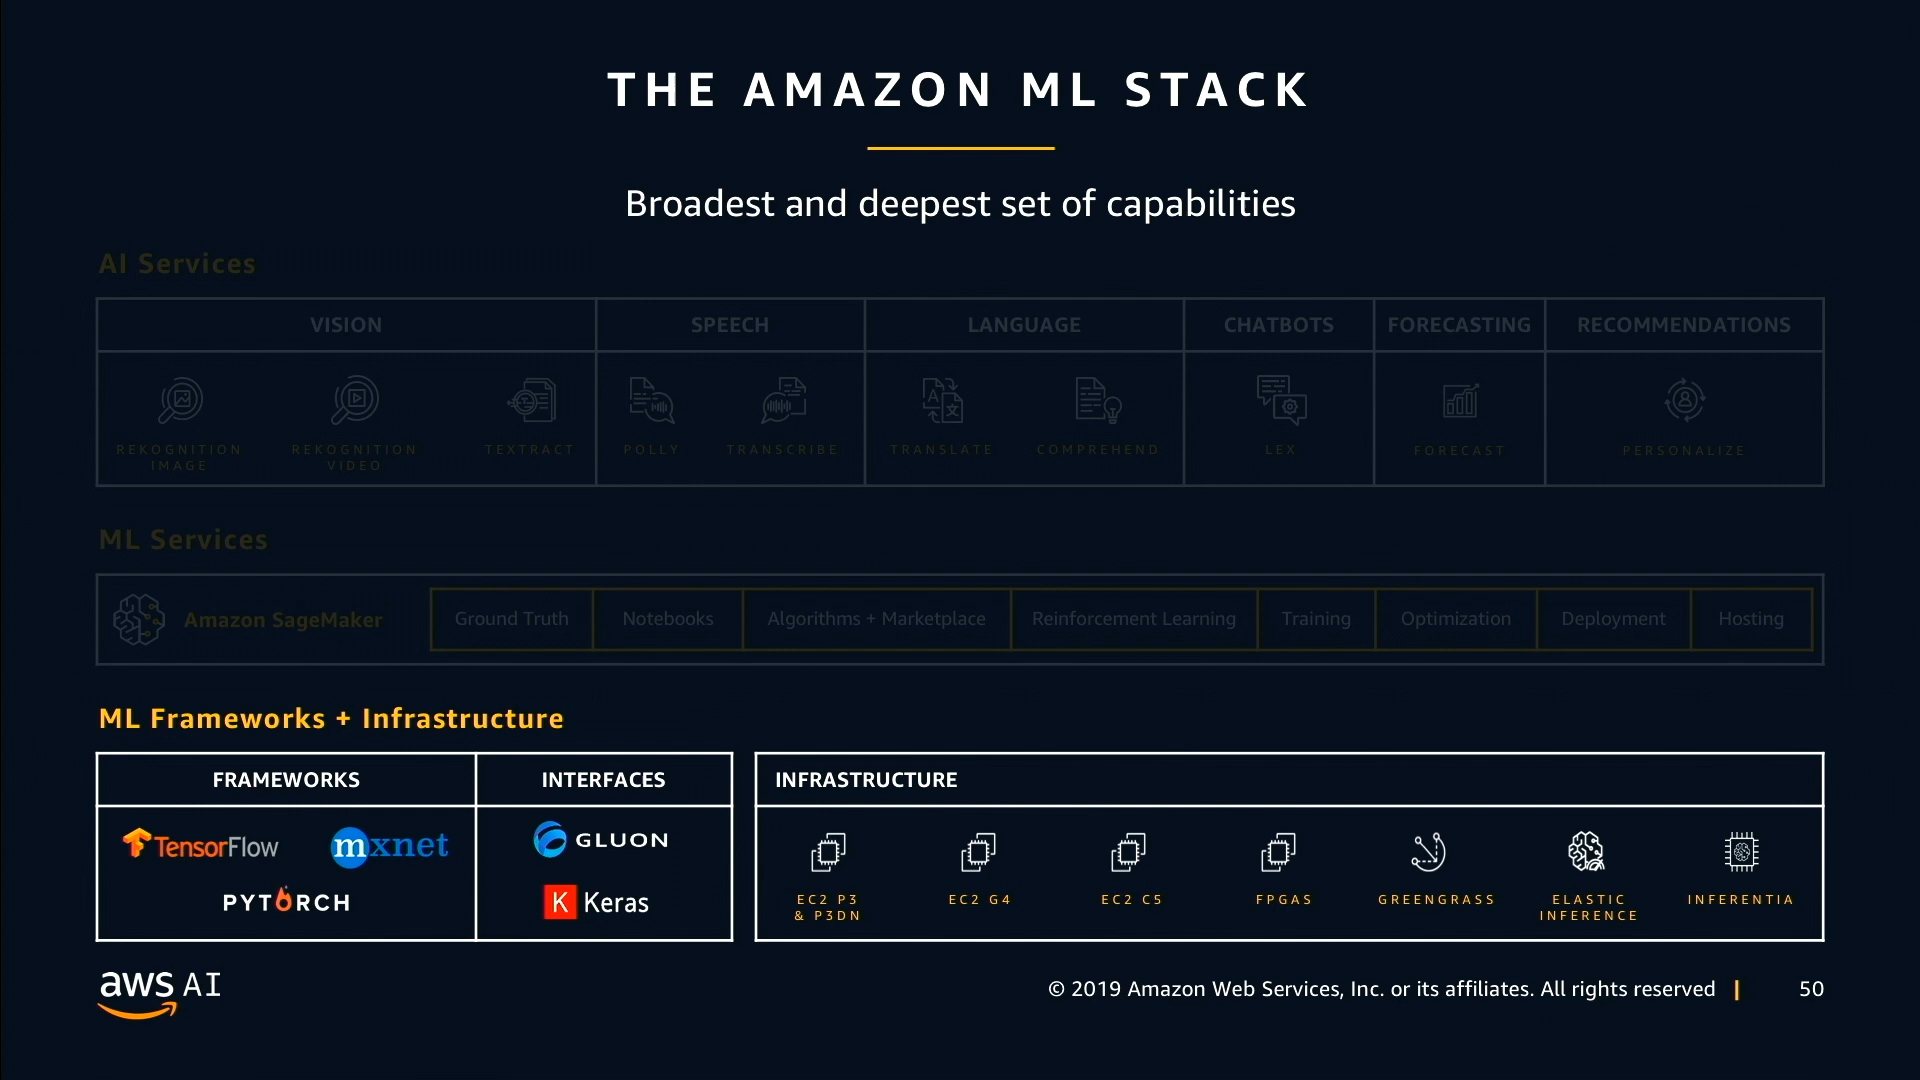 THE AMAZON ML STACK
Broadest and deepest set of capabilities
AI Services
VISION SPEECH LANGUAGE CHATBOTS FORECASTING RECOMMENDATIONS
REKOGNITION IMAGE
REKOGNITION VIDEO
TEXTRACT
POLLY
TRANSCRIBE
TRANSLATE
COMPREHEND
LEX
FORECAST
PERSONALIZE
ML Services
Amazon SageMaker
Ground Truth Notebooks Algorithms + Marketplace Reinforcement Learning Training Optimization Deployment Hosting
ML Frameworks + Infrastructure
FRAMEWORKS INTERFACES
TensorFlow mxnet
PYTORCH
GLUON
Keras
INFRASTRUCTURE
EC2 P3
& P3DN
EC2 G4
EC2 C5
FPGAS
GREENGRASS
ELASTIC
INFERENCE
INFERENTIA
aws AI
© 2019 Amazon Web Services, Inc. or its affiliates. All rights reserved | 50